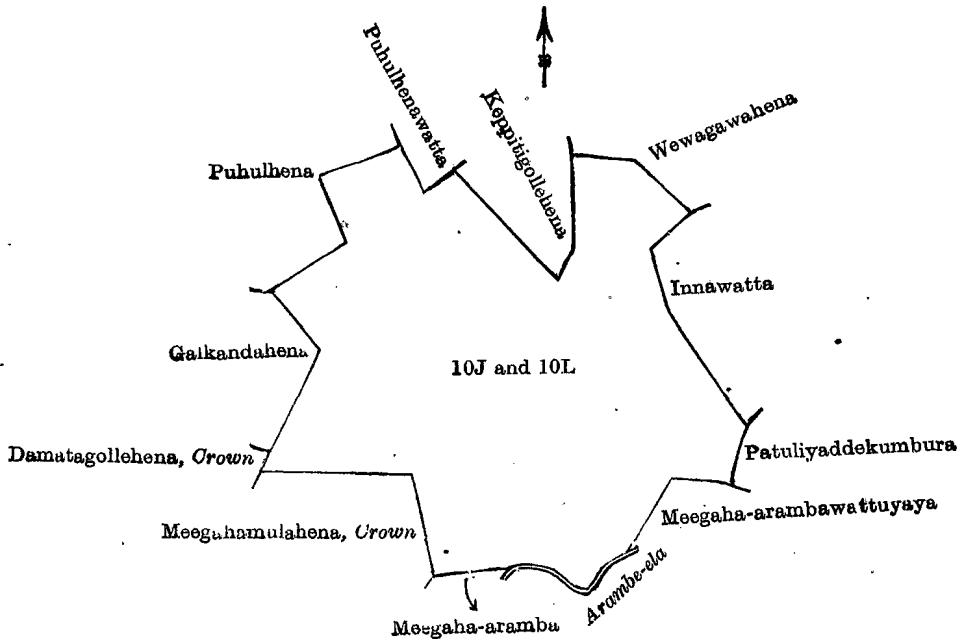 Puhulhenawatta
Keppitigollehena
Wewagawahena
Puhulhena
Innawatta
Galkandahena
10J and 10L
Damatagollehena, Crown
Patuliyaddekumbura
Meegahamulahena, Crown
Meegaha-arambawattuyaya
Arambe-ela
Meegaha-aramba